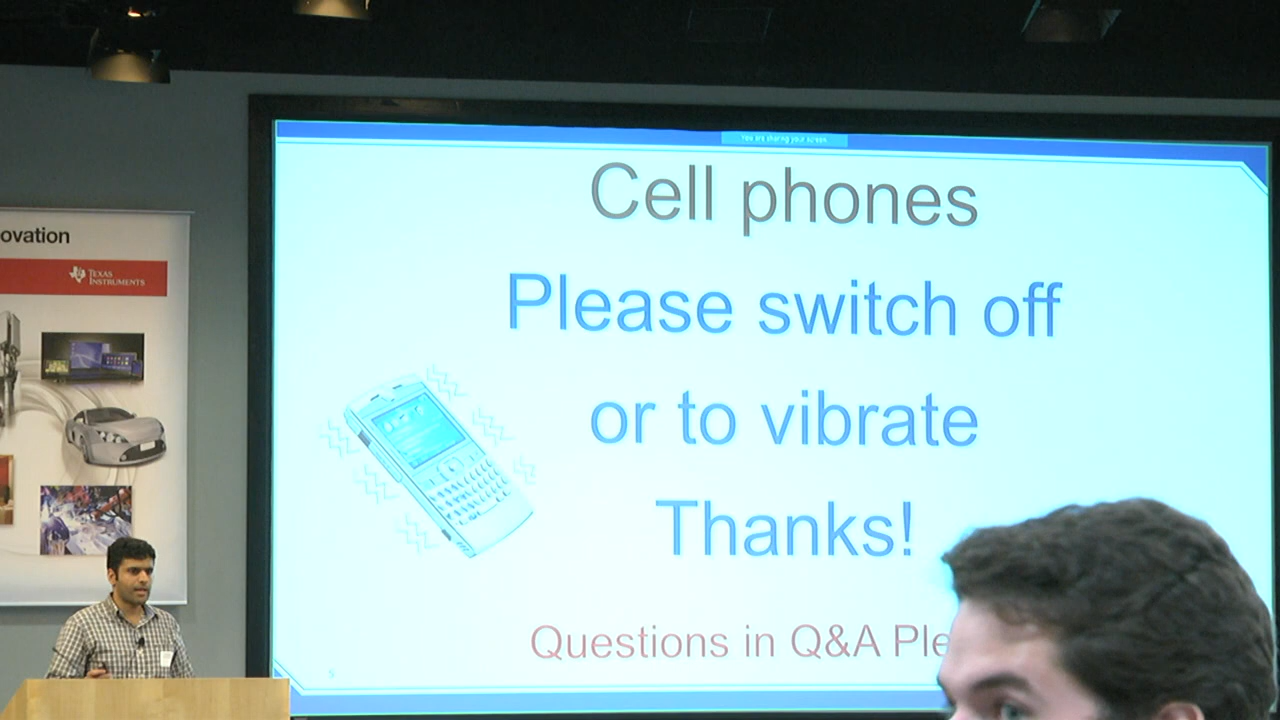 You are sharing your screen.
Cell phones
Please switch off
or to vibrate
Thanks!
Questions in Q&A Ple
9
ovation
TEXAS
INSTRUMENTS